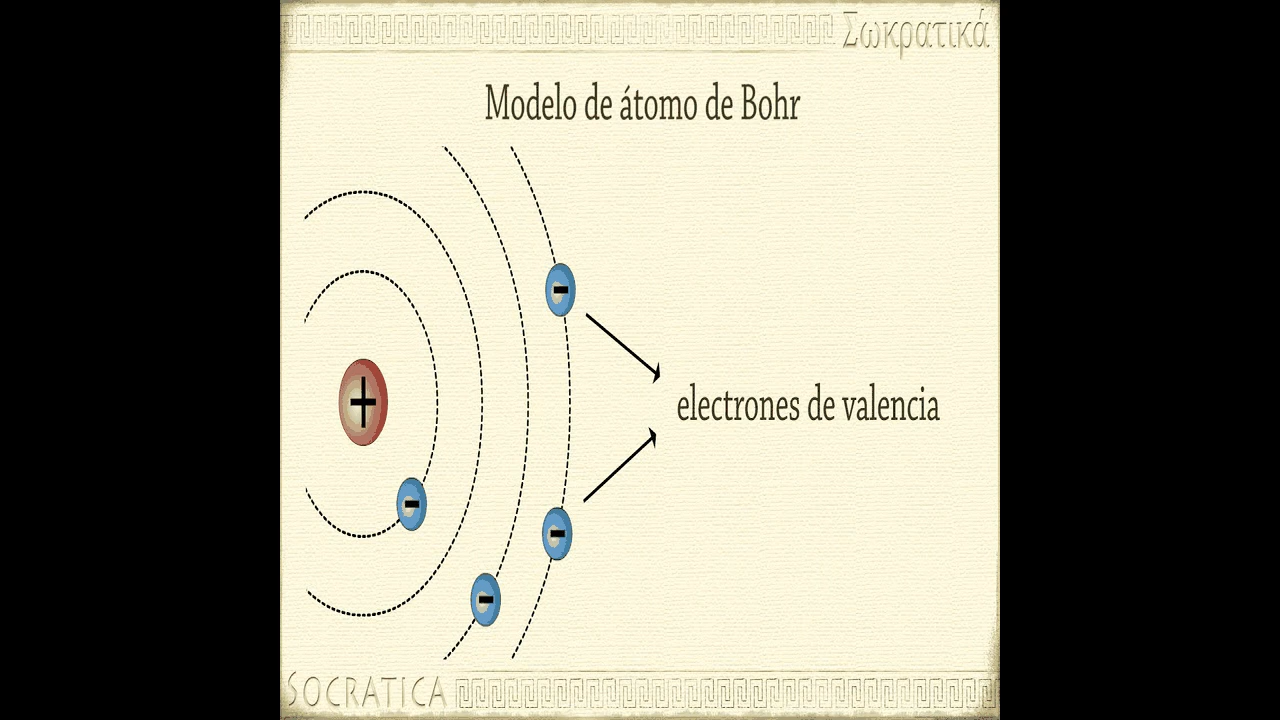 Σωκρατικά
Modelo de átomo de Bohr
+
-
-
-
-
electrones de valencia
SOCRATICA